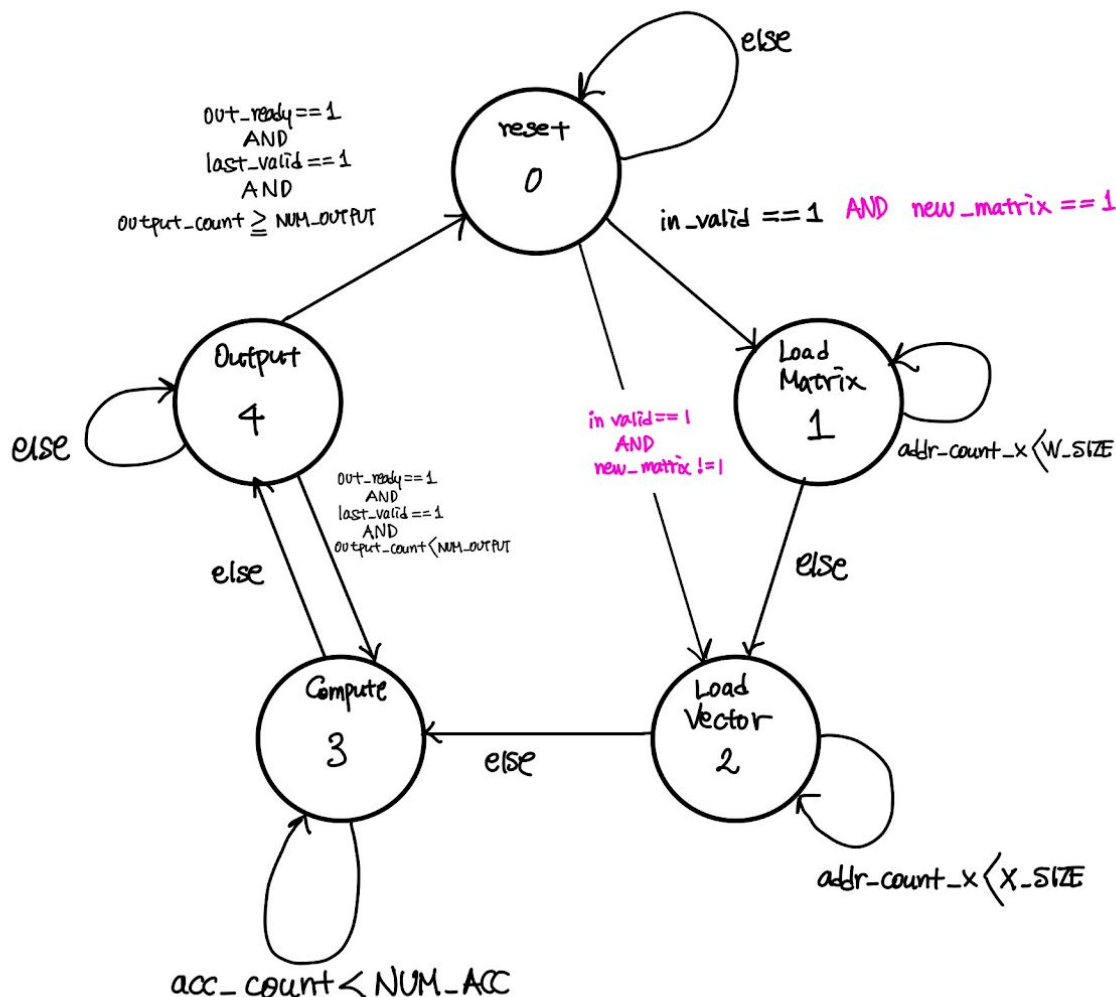 else
reset
0
out_ready==1
AND
last_valid==1
AND
output_count ≧ NUM_OUTPUT
in_valid ==1 AND new_matrix ==1
Output
4
else
Load
Matrix
1
addr_count_x < W_SIZE
in valid==1
AND
new_matrix !=1
out_ready==1
AND
last_valid==1
AND
output_count < NUM_OUTPUT
else
else
Compute
3
else
Load
Vector
2
addr_count_x < X_SIZE
acc_count < NUM_ACC